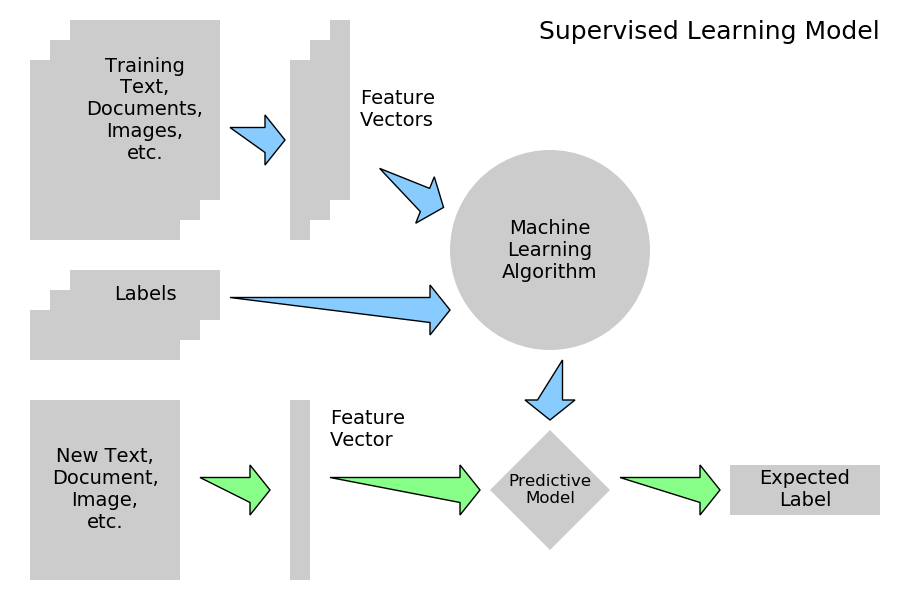 Supervised Learning Model
Training
Text,
Documents,
Images,
etc.
Feature
Vectors
Machine
Learning
Algorithm
Labels
New Text,
Document,
Image,
etc.
Feature
Vector
Predictive
Model
Expected
Label